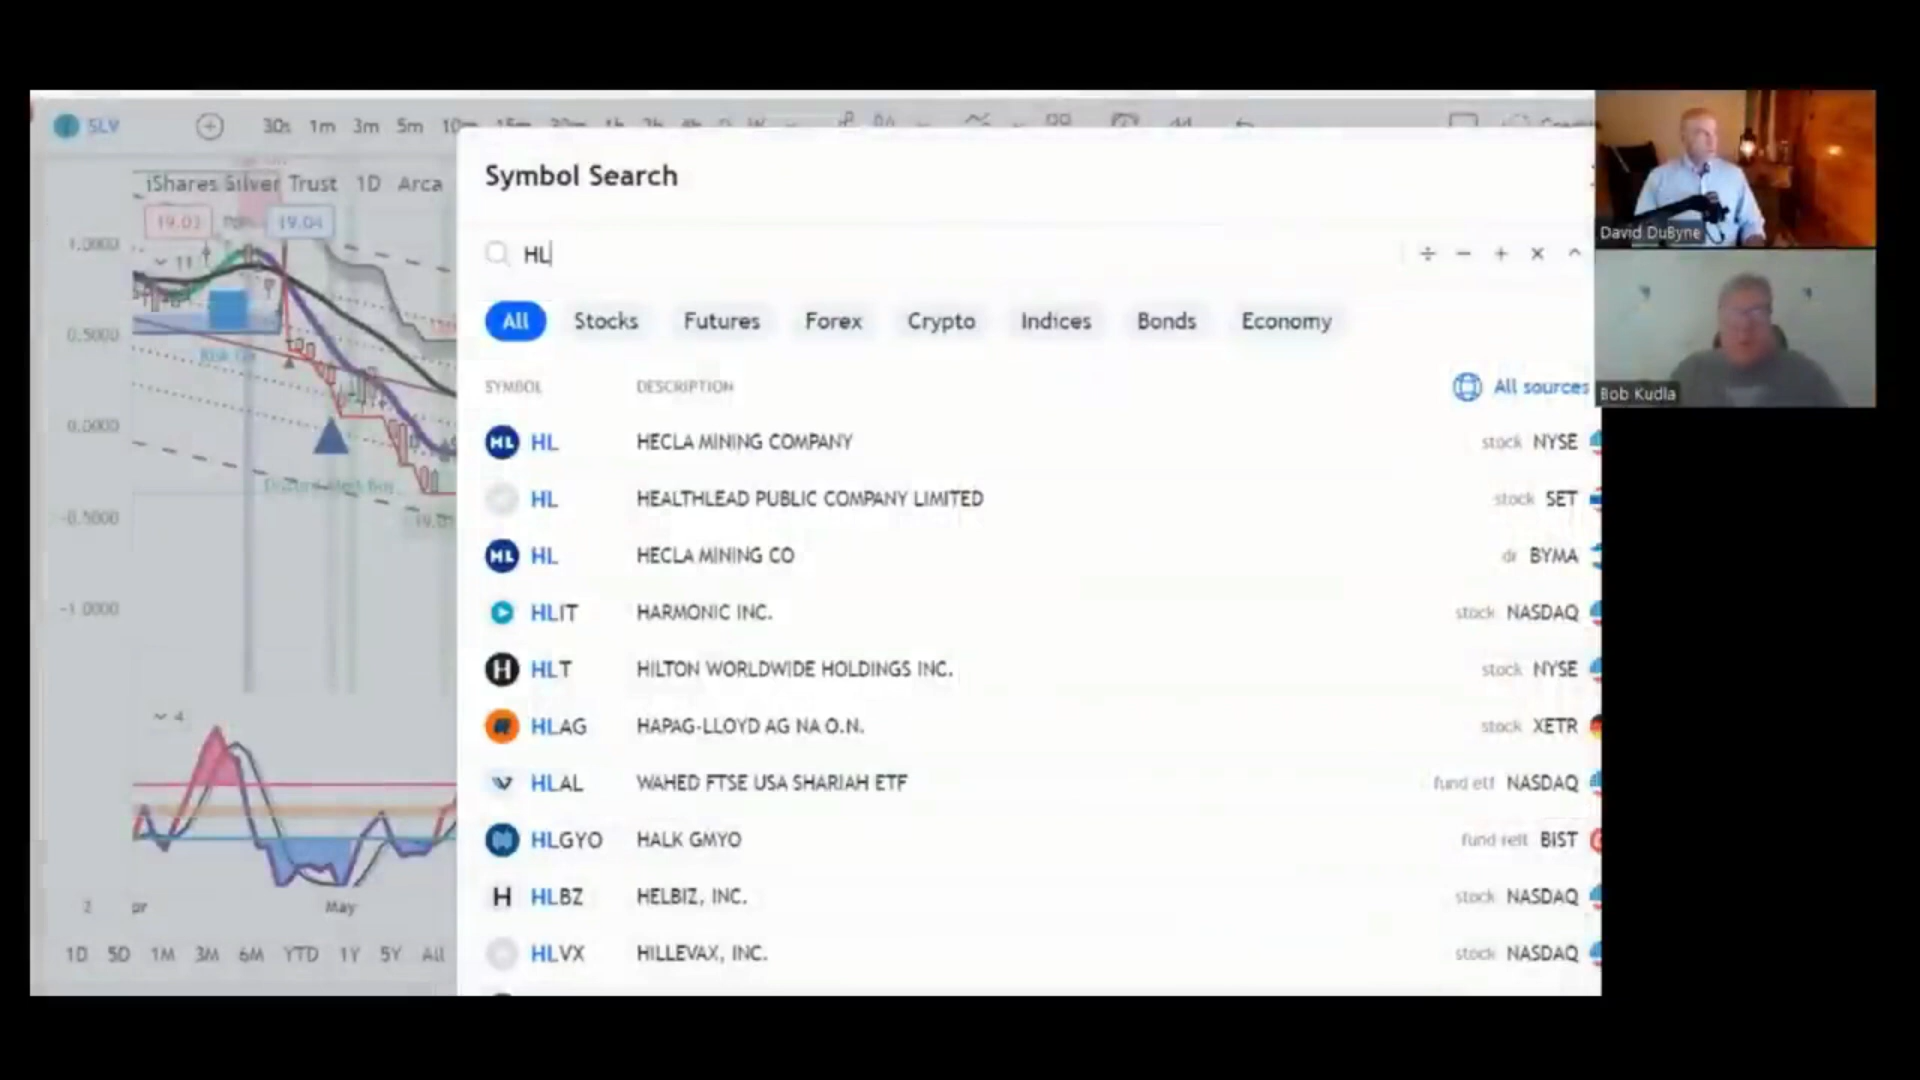 SLV 30s 1m 3m 5m
iShares Silver Trust 1D Arca
19.03 19.04
11
1.0000
0.5000
0.0000
-0.5000
-1.0000
4
2 pr May
1D 5D 1M 3M 6M YTD 1Y 5Y All
Symbol Search
HL
÷ − + × ^
All Stocks Futures Forex Crypto Indices Bonds Economy
SYMBOL DESCRIPTION All sources
HL HL HECLA MINING COMPANY stock NYSE
HL HEALTHLEAD PUBLIC COMPANY LIMITED stock SET
HL HL HECLA MINING CO dr BYMA
HLIT HARMONIC INC. stock NASDAQ
H HLT HILTON WORLDWIDE HOLDINGS INC. stock NYSE
HLAG HAPAG-LLOYD AG NA O.N. stock XETR
HLAL WAHED FTSE USA SHARIAH ETF fund etf NASDAQ
HLGYO HALK GMYO fund reit BIST
H HLBZ HELBIZ, INC. stock NASDAQ
HLVX HILLEVAX, INC. stock NASDAQ
David DuByne
Bob Kudla